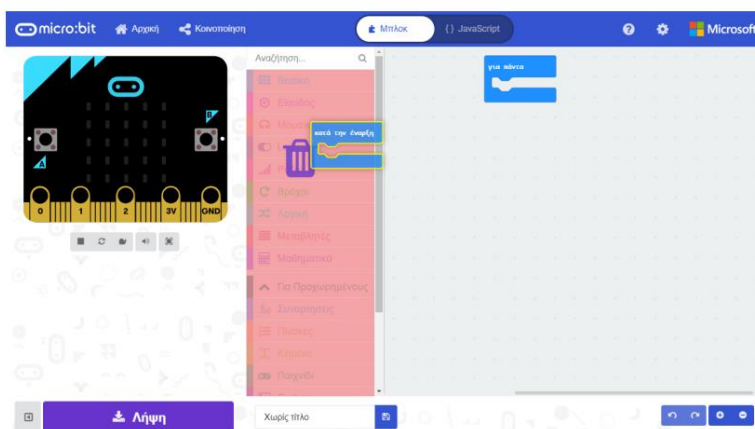 micro:bit
Αρχική
Κοινοποίηση
Μπλοκ
{} JavaScript
Microsoft
Αναζήτηση...
Βασικά
Είσοδος
Βρόχοι
Λογική
Μεταβλητές
Μαθηματικά
Για Προχωρημένους
Συναρτήσεις
Πίνακες
Κείμενο
Παιχνίδι
κατά την έναρξη
για πάντα
B
A
0 1 2 3V GND
Λήψη
Χωρίς τίτλο